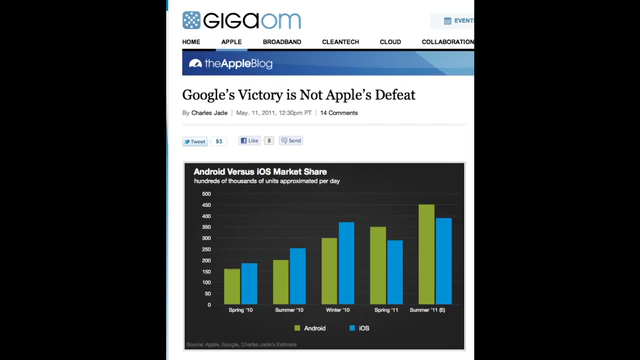 GIGAOM
EVENT
HOME APPLE BROADBAND CLEANTECH CLOUD COLLABORATION
theAppleBlog
Google's Victory is Not Apple's Defeat
By Charles Jade | May. 11, 2011, 12:30pm PT | 14 Comments
Tweet 93 Like 8 Send
Android Versus iOS Market Share
hundreds of thousands of units approximated per day
500
450
400
350
300
250
200
150
100
50
0
Spring '10 Summer '10 Winter '10 Spring '11 Summer '11 (E)
Android iOS
Source: Apple, Google, Charles Jade's Estimate